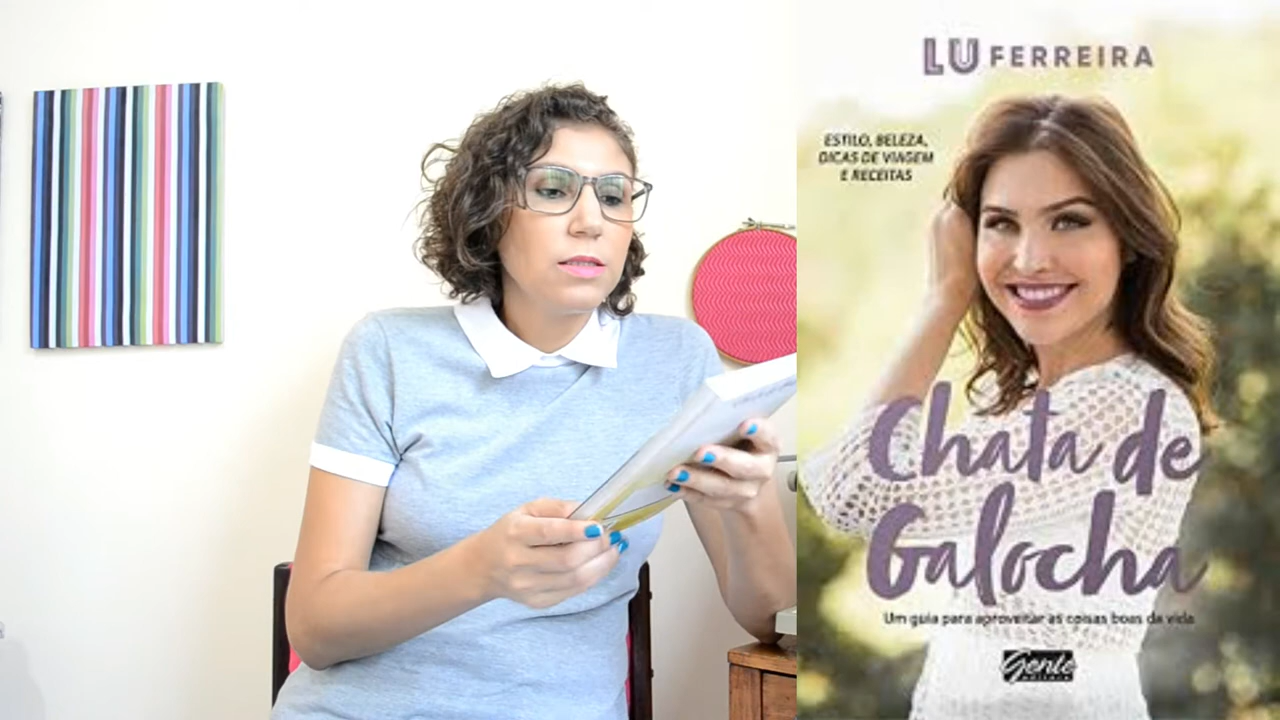 LU FERREIRA
ESTILO, BELEZA,
DICAS DE VIAGEM
E RECEITAS
Chata de
Galocha
Um guia para aproveitar as coisas boas da vida
Gente
editora